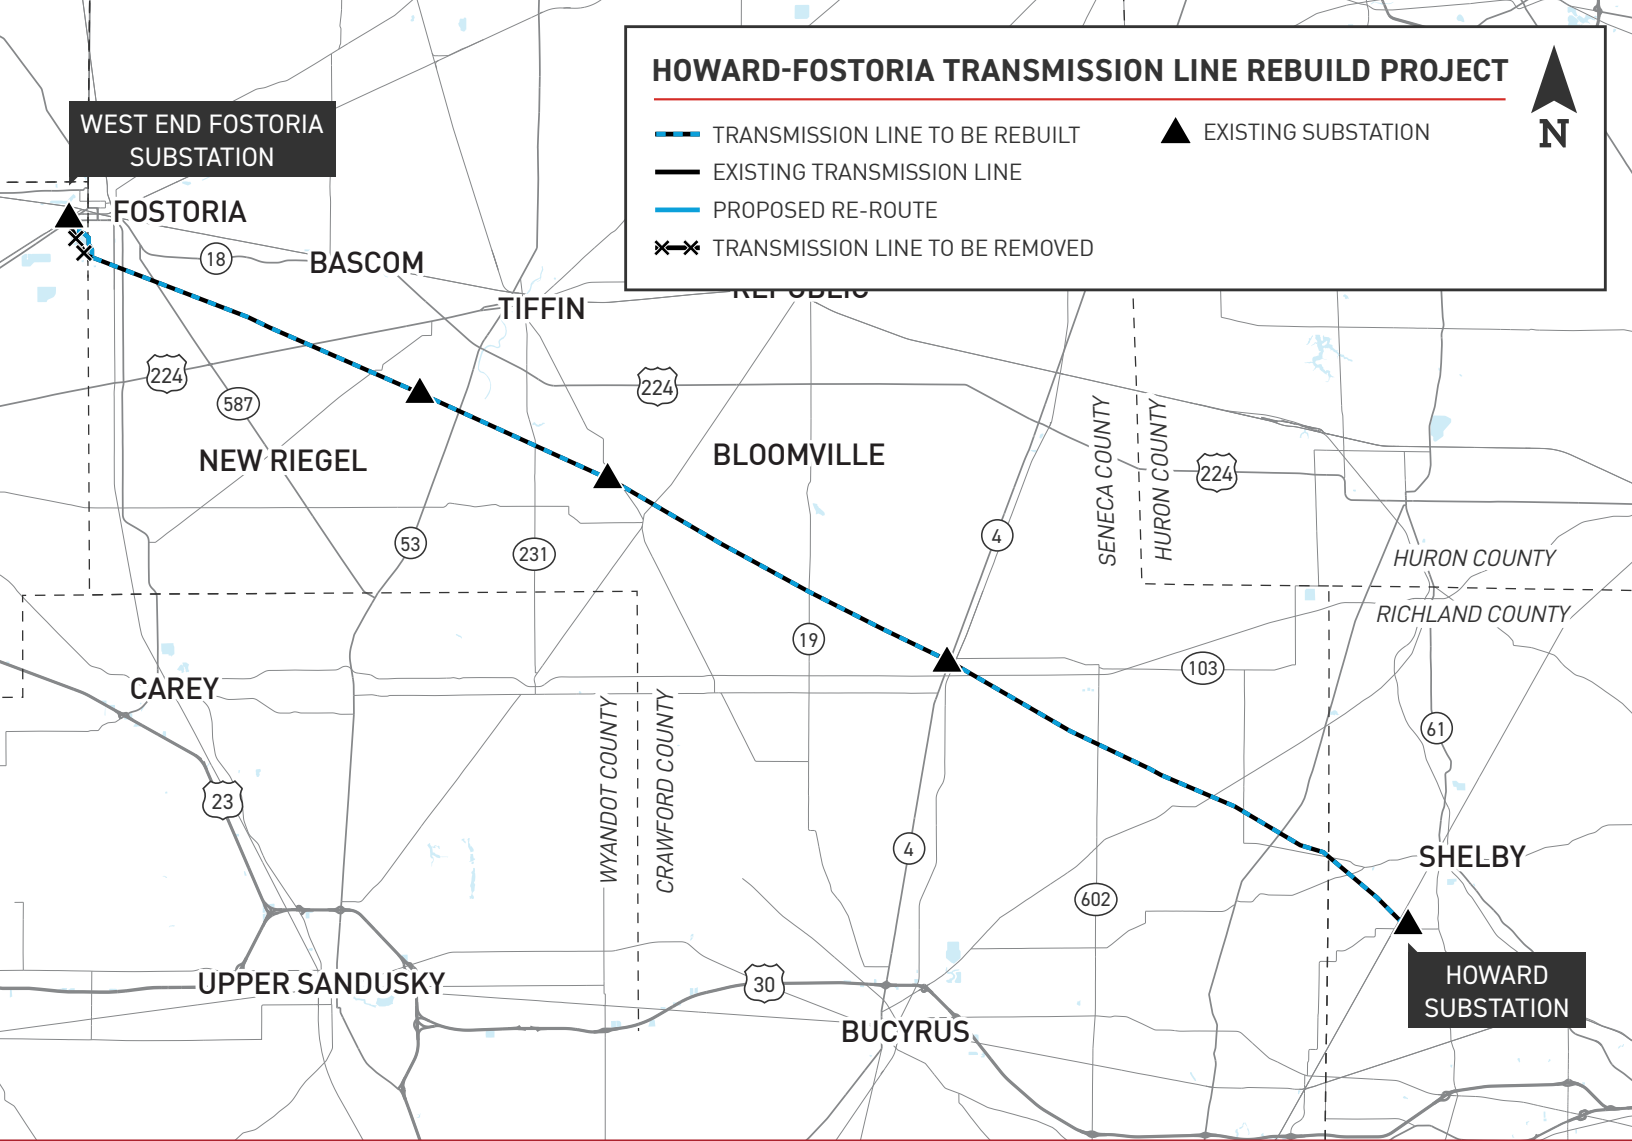 HOWARD-FOSTORIA TRANSMISSION LINE REBUILD PROJECT
TRANSMISSION LINE TO BE REBUILT
EXISTING TRANSMISSION LINE
PROPOSED RE-ROUTE
TRANSMISSION LINE TO BE REMOVED
EXISTING SUBSTATION
N
WEST END FOSTORIA
SUBSTATION
FOSTORIA
18
BASCOM
TIFFIN
REPUBLIC
224
587
224
NEW RIEGEL
BLOOMVILLE
224
SENECA COUNTY
HURON COUNTY
53
231
4
HURON COUNTY
RICHLAND COUNTY
19
103
CAREY
61
WYANDOT COUNTY
CRAWFORD COUNTY
23
4
SHELBY
602
UPPER SANDUSKY
30
BUCYRUS
HOWARD
SUBSTATION